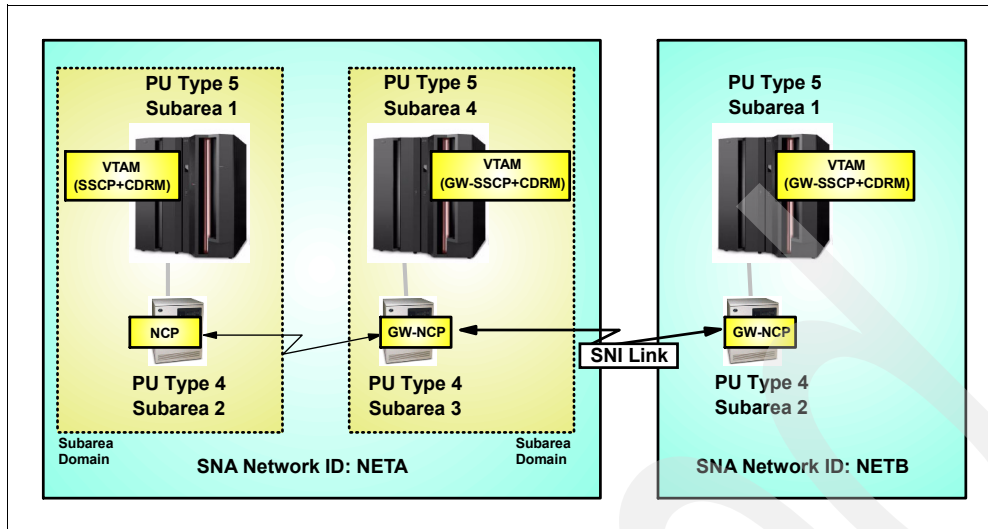 PU Type 5
Subarea 1
VTAM
(SSCP+CDRM)
NCP
PU Type 4
Subarea 2
Subarea
Domain
PU Type 5
Subarea 4
VTAM
(GW-SSCP+CDRM)
GW-NCP
PU Type 4
Subarea 3
Subarea
Domain
SNA Network ID: NETA
SNI Link
PU Type 5
Subarea 1
VTAM
(GW-SSCP+CDRM)
GW-NCP
PU Type 4
Subarea 2
SNA Network ID: NETB